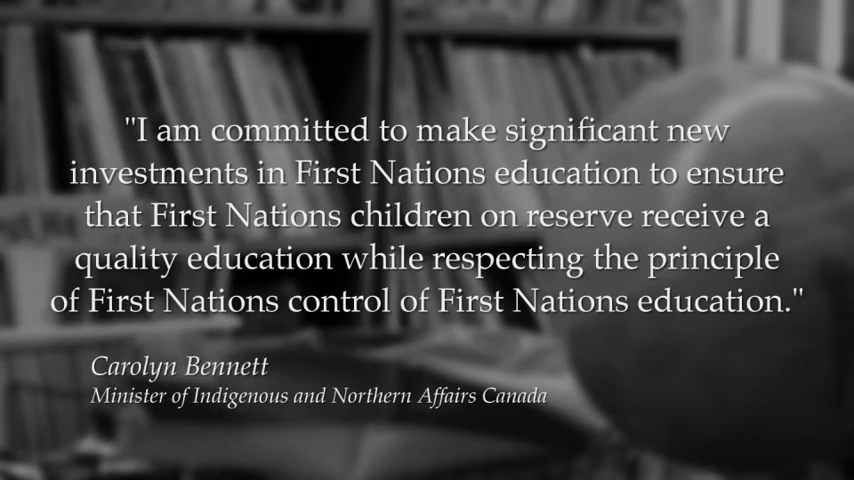 "I am committed to make significant new
investments in First Nations education to ensure
that First Nations children on reserve receive a
quality education while respecting the principle
of First Nations control of First Nations education."
Carolyn Bennett
Minister of Indigenous and Northern Affairs Canada